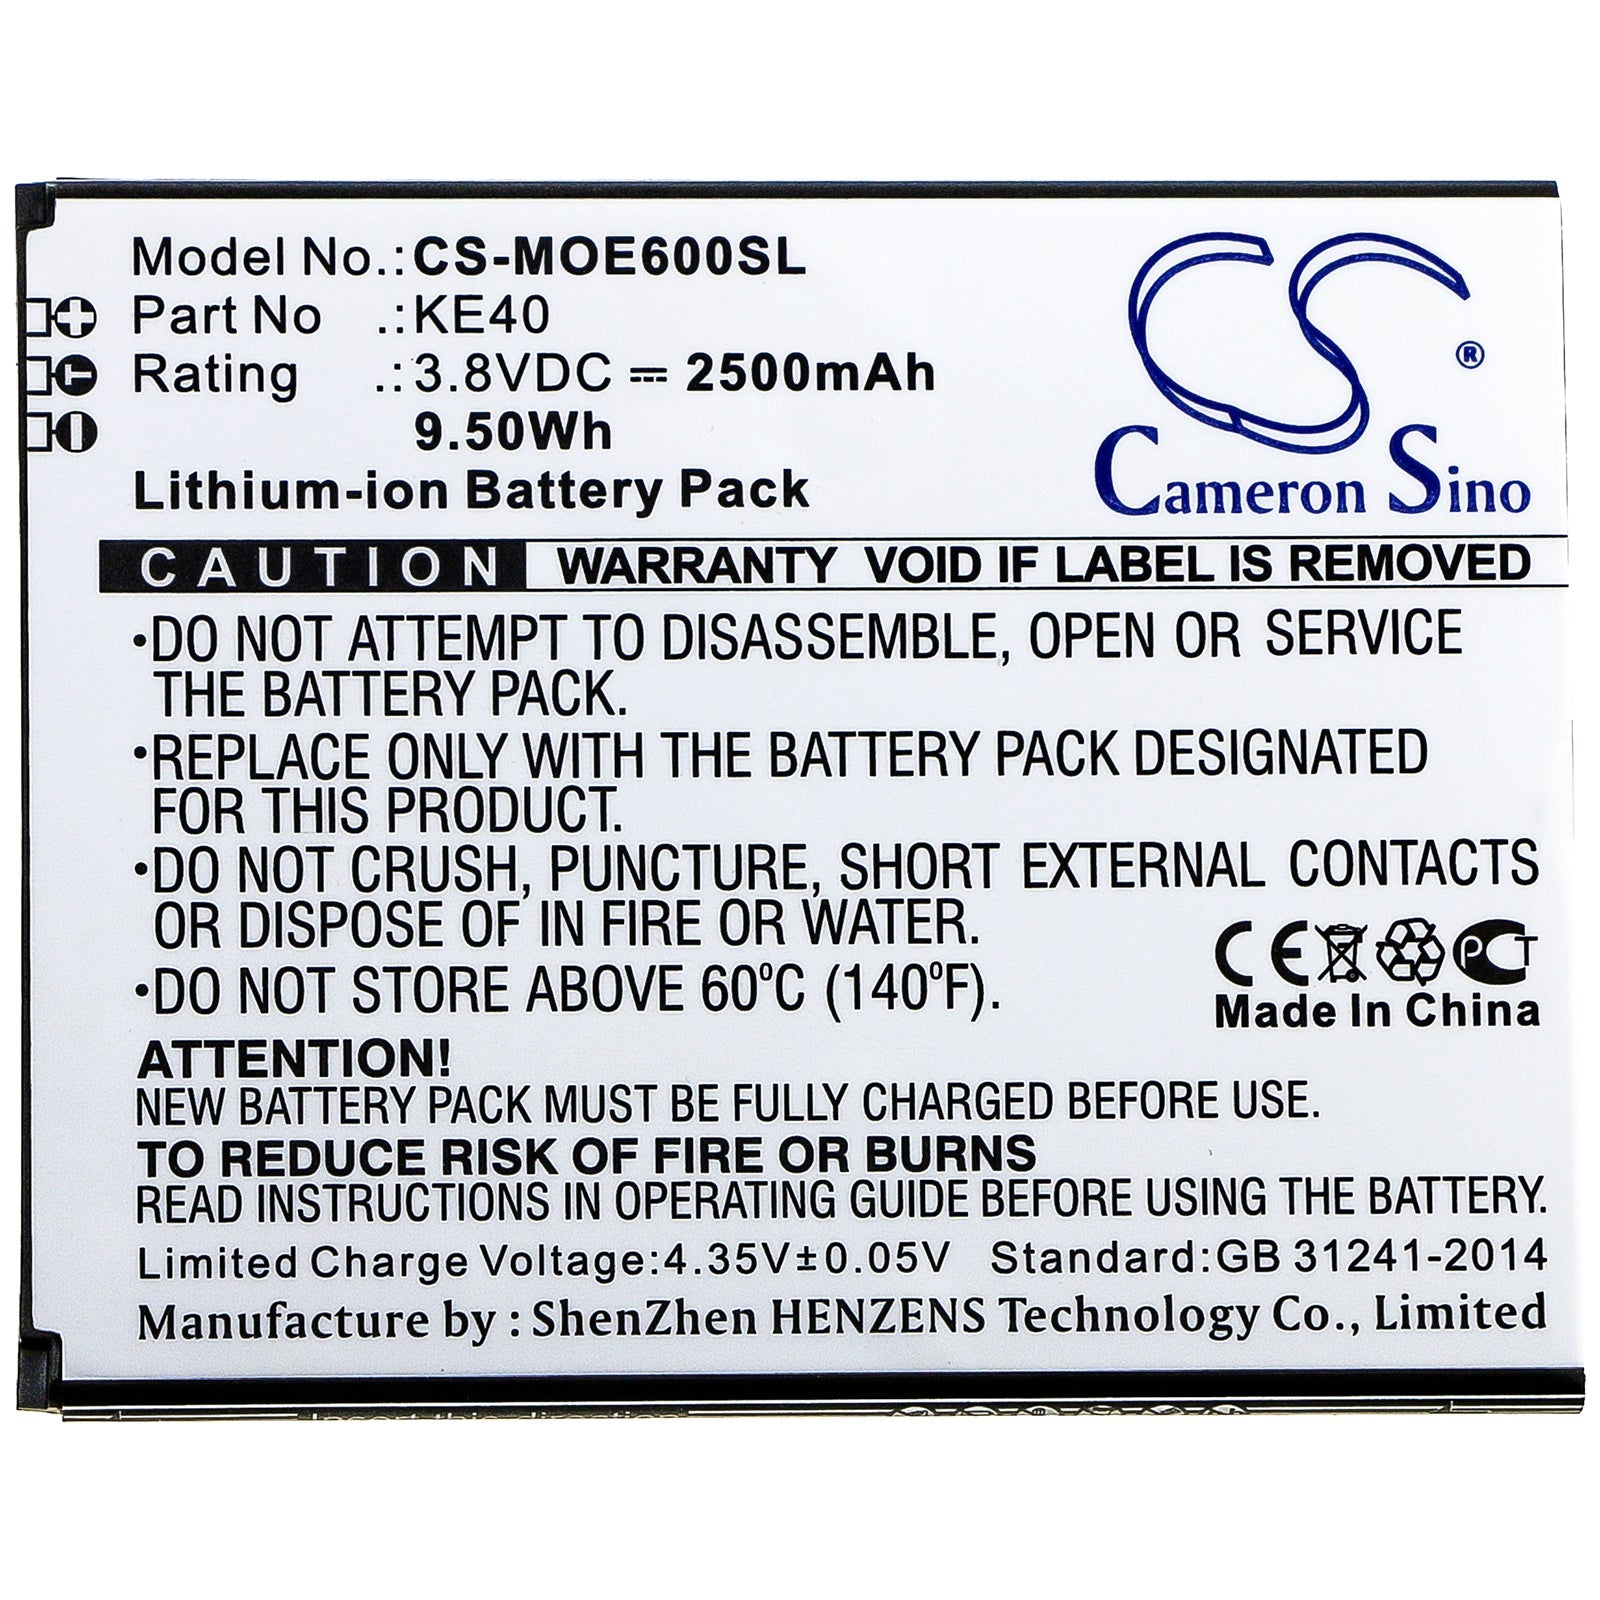 Model No.:CS-MOE600SL
Part No .:KE40
Rating .:3.8VDC ⎓ 2500mAh
9.50Wh
Lithium-ion Battery Pack
®
Cameron Sino
CAUTION WARRANTY VOID IF LABEL IS REMOVED
•DO NOT ATTEMPT TO DISASSEMBLE, OPEN OR SERVICE
THE BATTERY PACK.
•REPLACE ONLY WITH THE BATTERY PACK DESIGNATED
FOR THIS PRODUCT.
•DO NOT CRUSH, PUNCTURE, SHORT EXTERNAL CONTACTS
OR DISPOSE OF IN FIRE OR WATER.
•DO NOT STORE ABOVE 60°C (140°F).
CE PCT
Made In China
ATTENTION!
NEW BATTERY PACK MUST BE FULLY CHARGED BEFORE USE.
TO REDUCE RISK OF FIRE OR BURNS
READ INSTRUCTIONS IN OPERATING GUIDE BEFORE USING THE BATTERY.
Limited Charge Voltage:4.35V±0.05V Standard:GB 31241-2014
Manufacture by : ShenZhen HENZENS Technology Co., Limited
Insert this direction